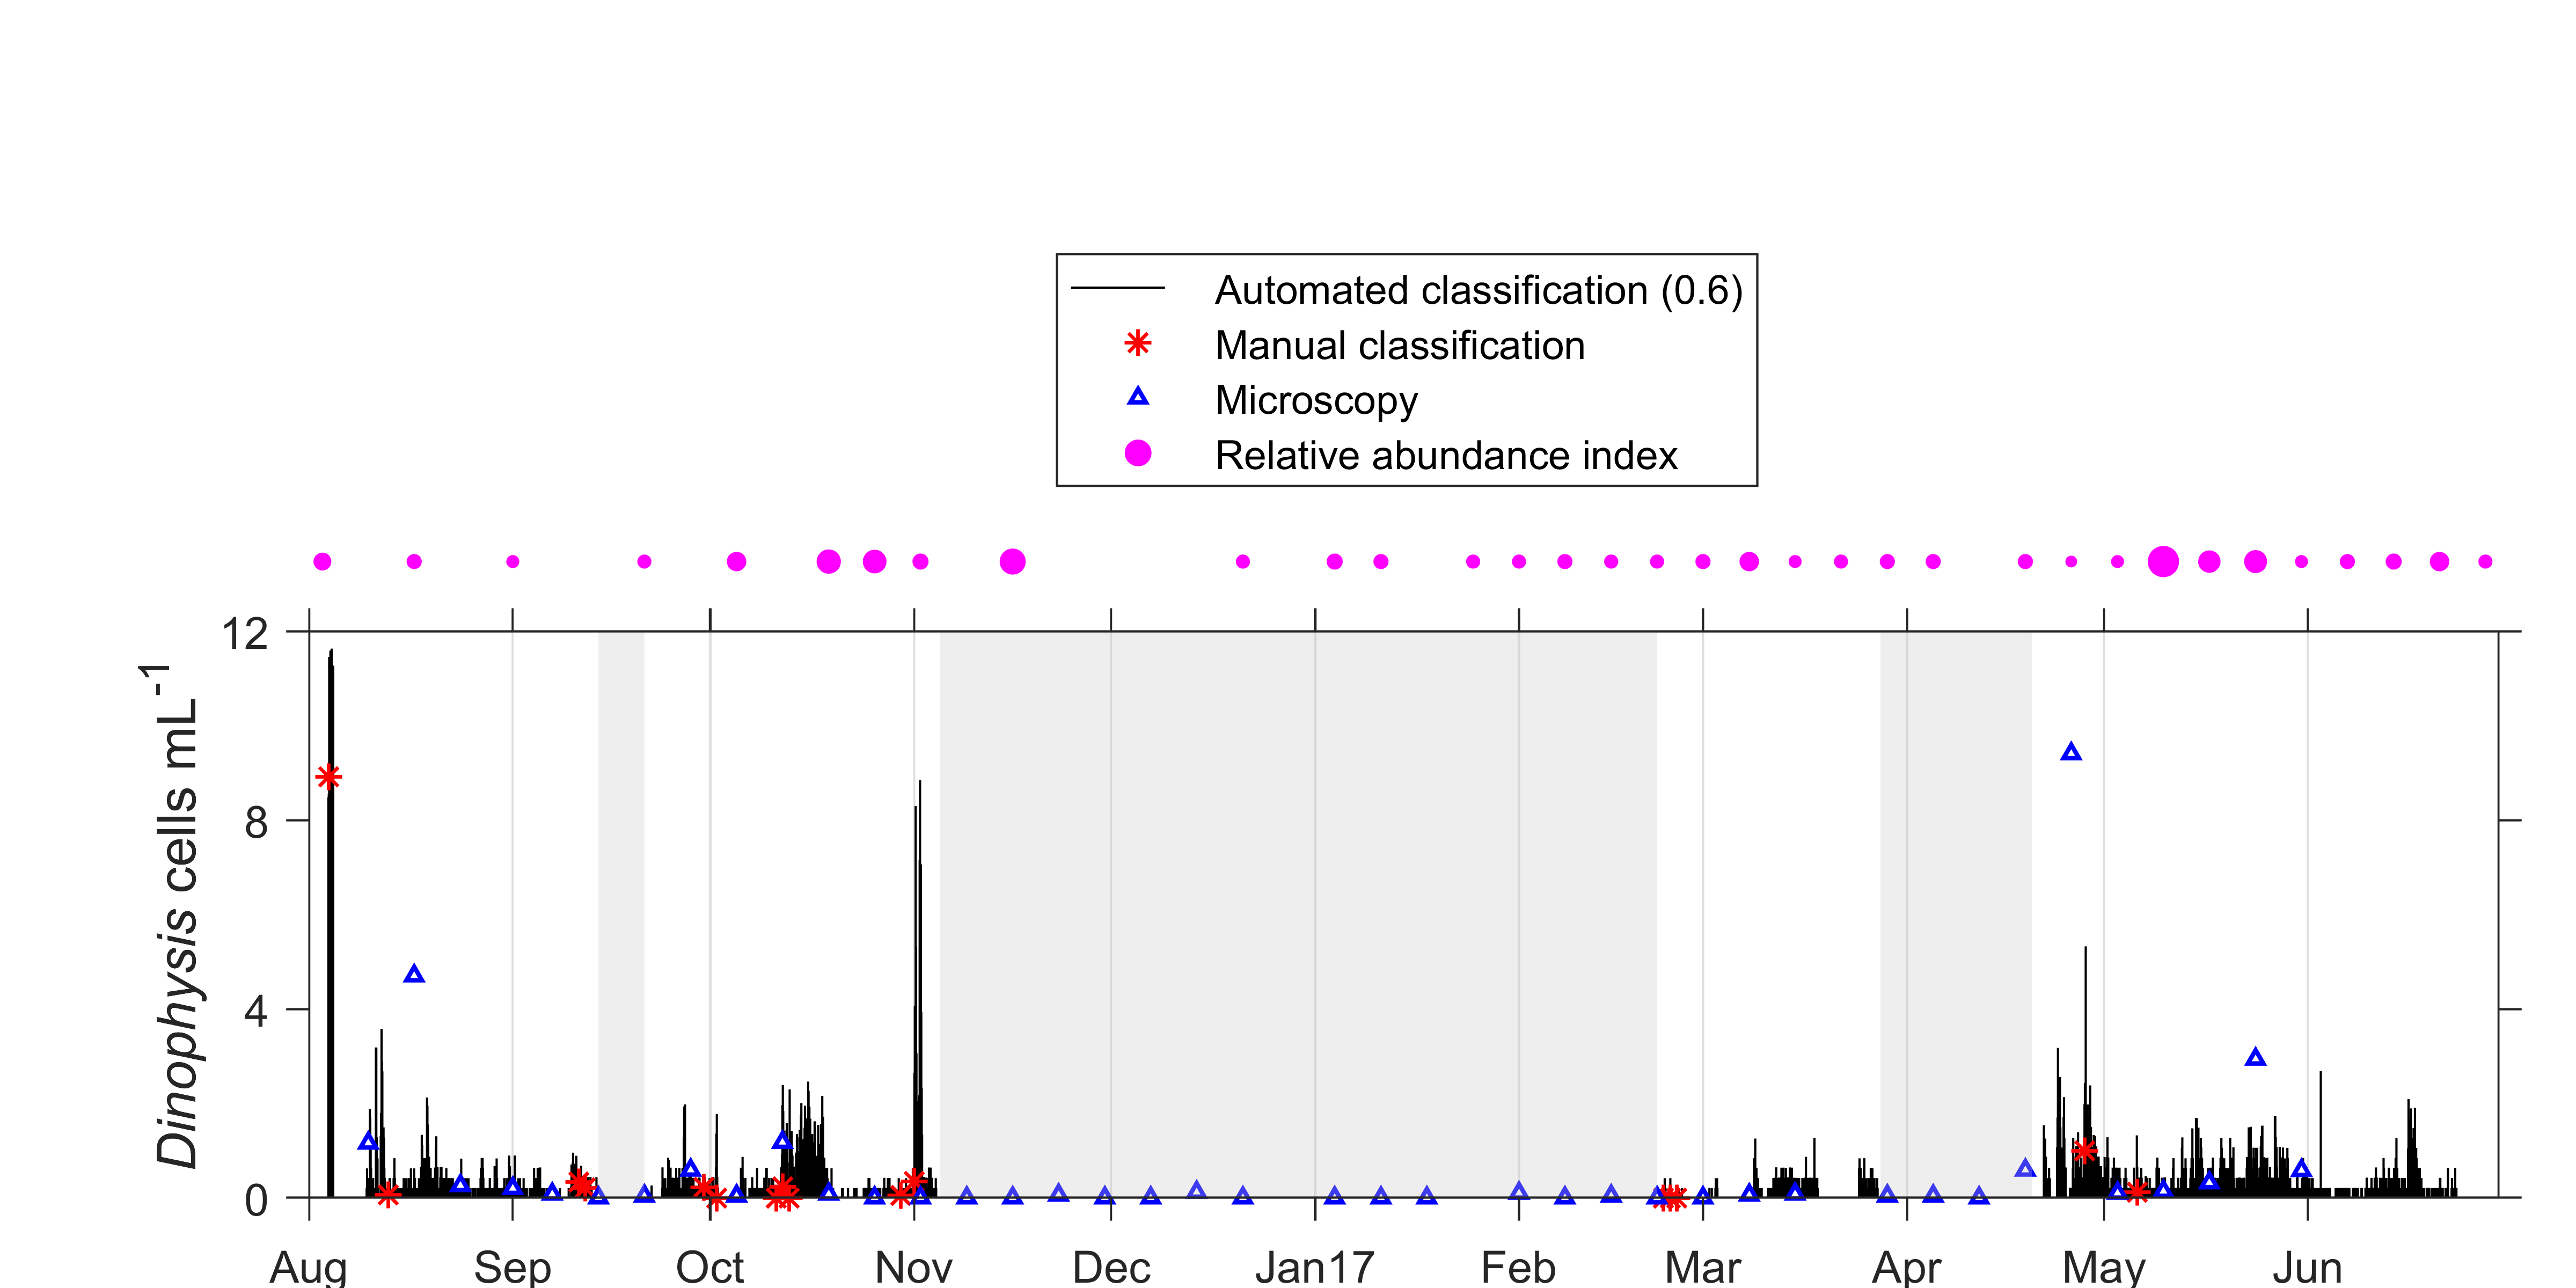 Automated classification (0.6)
Manual classification
Microscopy
Relative abundance index
12
8
4
0
Dinophysis cells mL-1
Aug Sep Oct Nov Dec Jan17 Feb Mar Apr May Jun